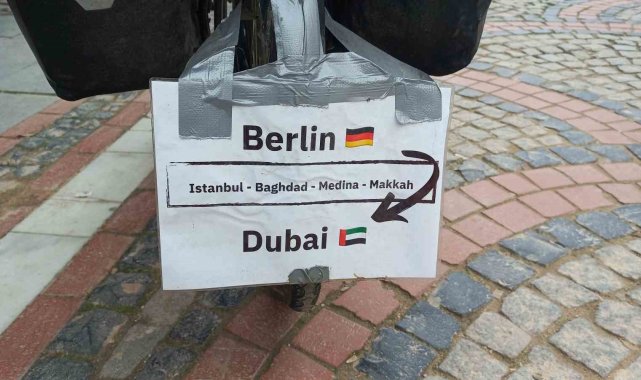 Berlin 🇩🇪
Istanbul - Baghdad - Medina - Makkah
Dubai 🇦🇪